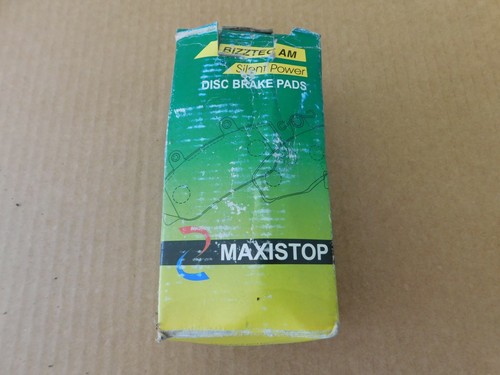 BIZZTEC AM
Silent Power
DISC BRAKE PADS
MAXISTOP